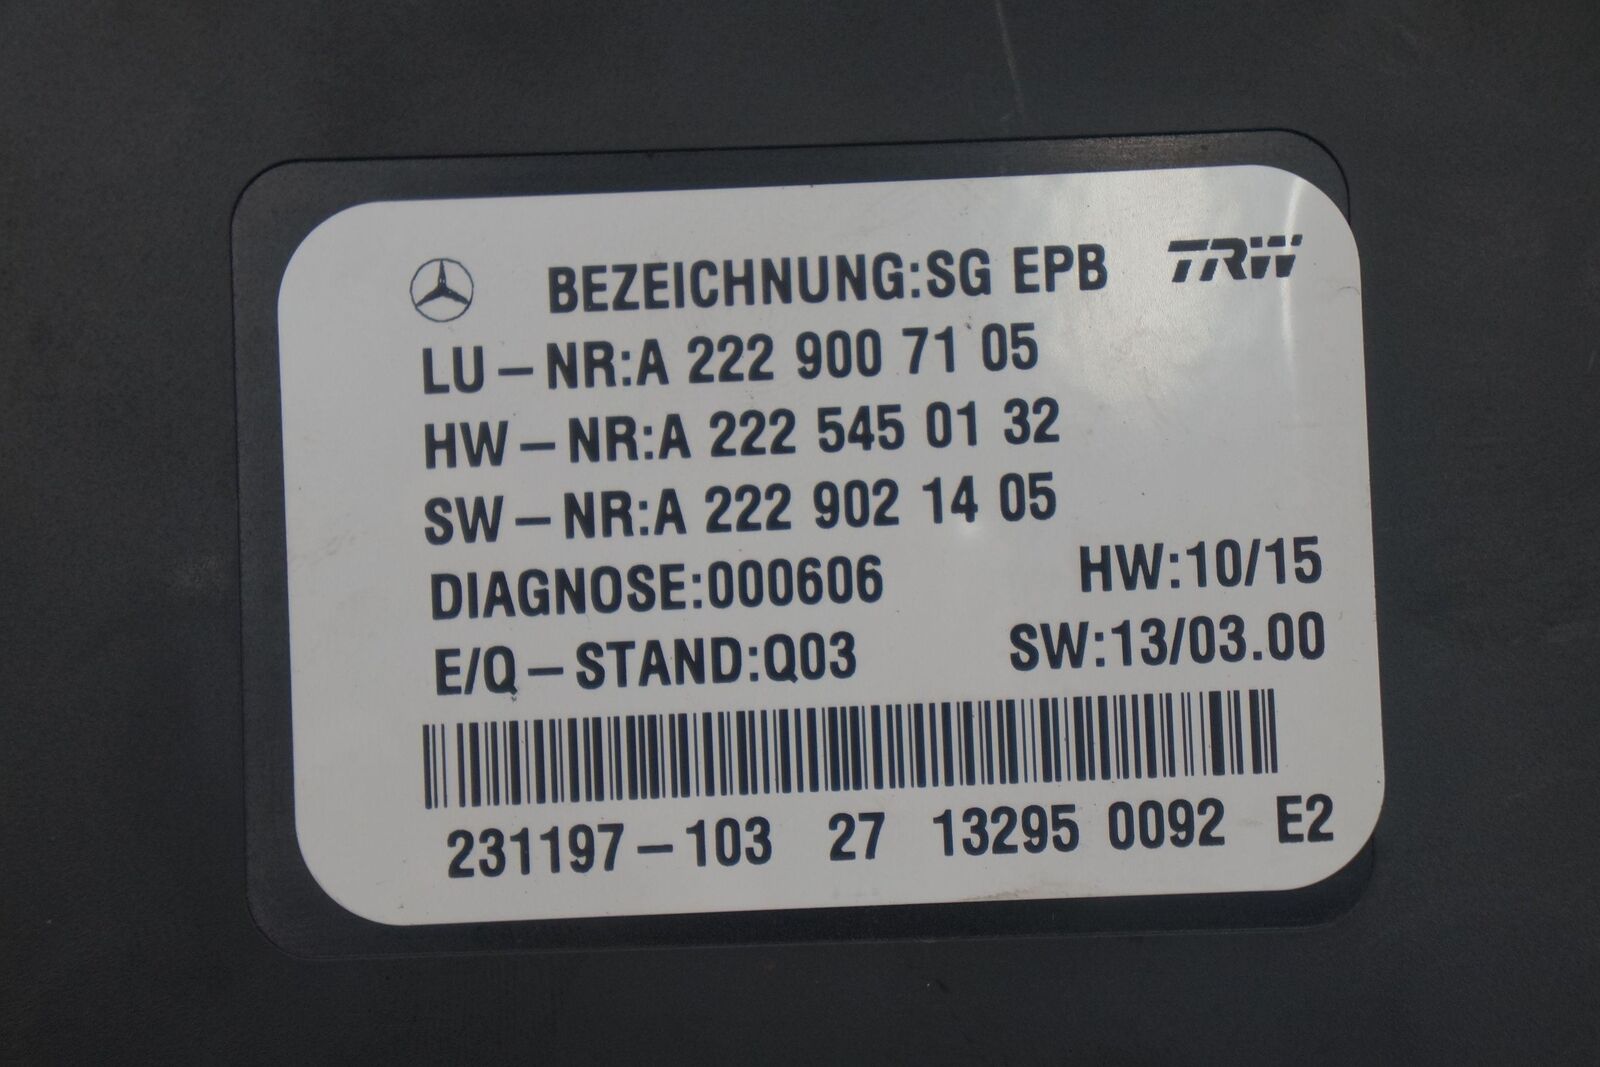 BEZEICHNUNG:SG EPB TRW
LU-NR:A 222 900 71 05
HW-NR:A 222 545 01 32
SW-NR:A 222 902 14 05
DIAGNOSE:000606 HW:10/15
E/Q-STAND:Q03 SW:13/03.00
231197-103 27 13295 0092 E2